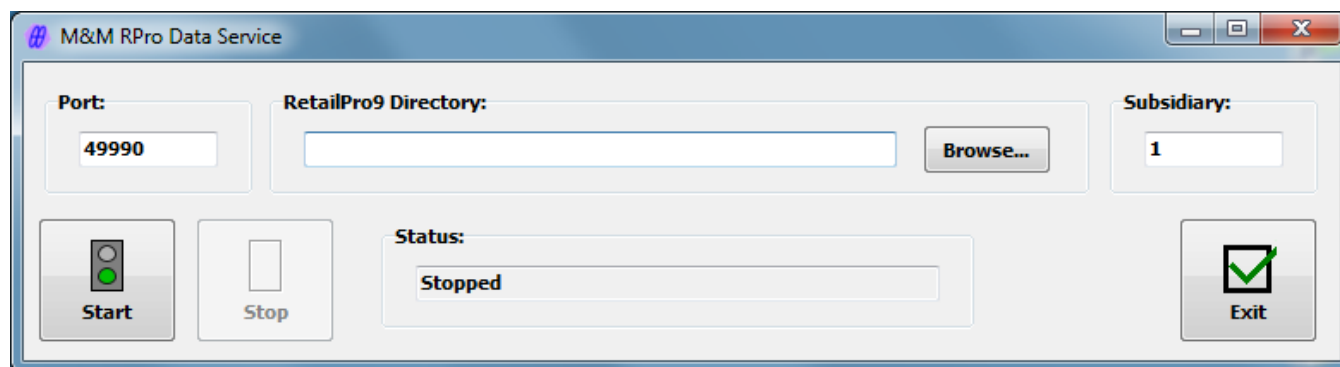 M&M RPro Data Service
Port:
RetailPro9 Directory:
Subsidiary:
49990
Browse...
1
Start
Stop
Status:
Stopped
Exit